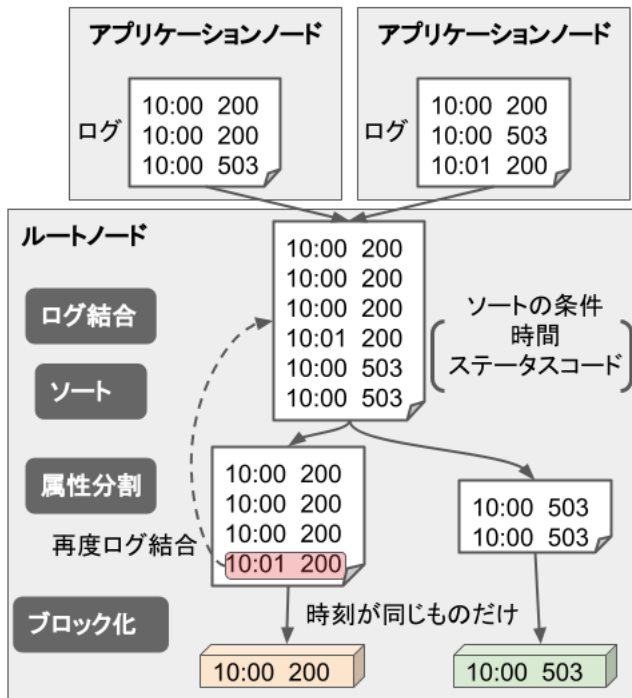 アプリケーションノード
ログ
10:00 200
10:00 200
10:00 503
アプリケーションノード
ログ
10:00 200
10:00 503
10:01 200
ルートノード
10:00 200
10:00 200
10:00 200
10:01 200
10:00 503
10:00 503
ログ結合
ソート
ソートの条件
時間
ステータスコード
属性分割
10:00 200
10:00 200
10:00 200
10:01 200
10:00 503
10:00 503
再度ログ結合
ブロック化
時刻が同じものだけ
10:00 200
10:00 503